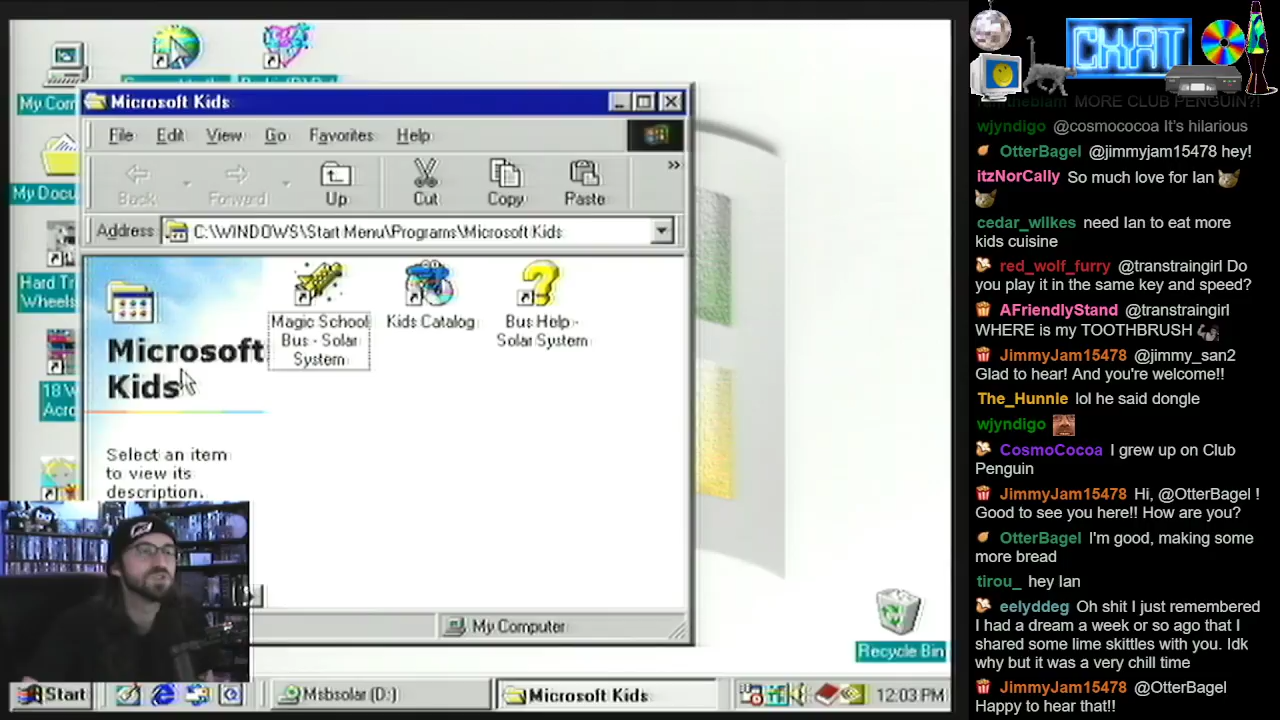 CHAT
My Com
My Docu
Hard Tr
Wheels
18 W
Acro
Microsoft Kids
File Edit View Go Favorites Help
Back Forward Up Cut Copy Paste »
Address C:\WINDOWS\Start Menu\Programs\Microsoft Kids
Microsoft
Kids
Select an item
to view its
description.
Magic School
Bus - Solar
System
Kids Catalog
Bus Help -
Solar System
My Computer
Recycle Bin
Start Msbsolar (D:) Microsoft Kids 12:03 PM
MORE CLUB PENGUIN?!
wjyndigo @cosmococoa It's hilarious
OtterBagel @jimmyjam15478 hey!
itzNorCally So much love for Ian
cedar_wilkes need Ian to eat more
kids cuisine
red_wolf_furry @transtraingirl Do
you play it in the same key and speed?
AFriendlyStand @transtraingirl
WHERE is my TOOTHBRUSH
JimmyJam15478 @jimmy_san2
Glad to hear! And you're welcome!!
The_Hunnle lol he said dongle
wjyndigo
CosmoCocoa I grew up on Club
Penguin
JimmyJam15478 Hi, @OtterBagel !
Good to see you here!! How are you?
OtterBagel I'm good, making some
more bread
tirou_ hey Ian
eelyddeg Oh shit I just remembered
I had a dream a week or so ago that I
shared some lime skittles with you. Idk
why but it was a very chill time
JimmyJam15478 @OtterBagel
Happy to hear that!!